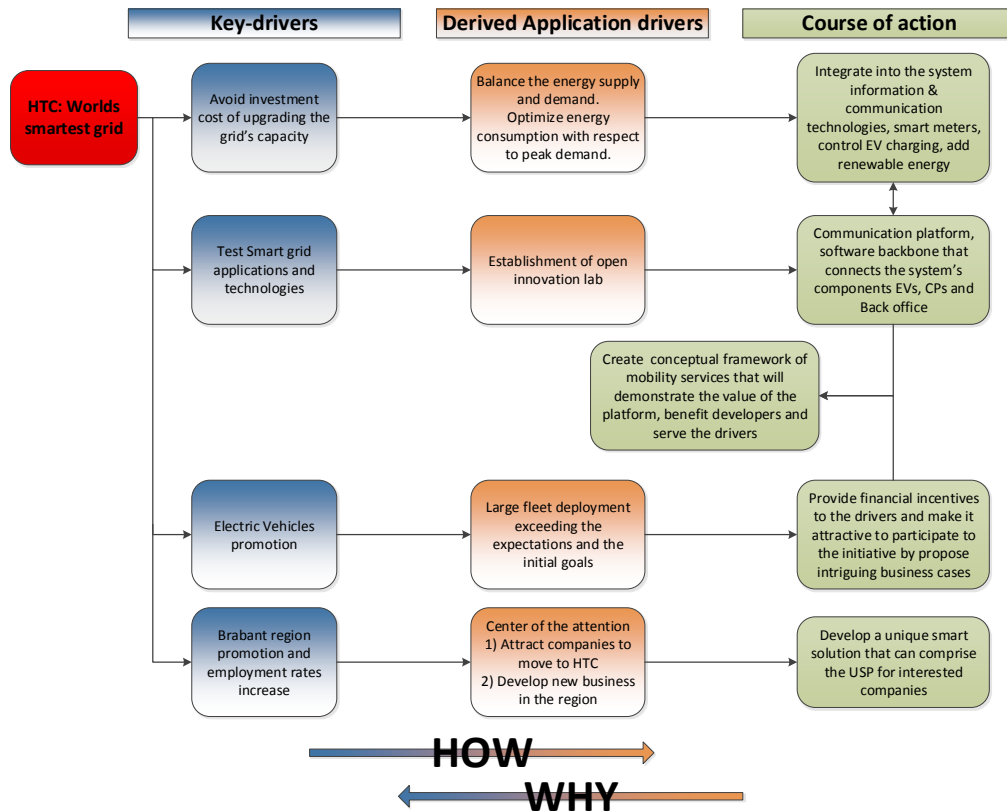 Key-drivers
Derived Application drivers
Course of action
HTC: Worlds
smartest grid
Avoid investment
cost of upgrading the
grid's capacity
Balance the energy supply
and demand.
Optimize energy
consumption with respect
to peak demand.
Integrate into the system
information &
communication
technologies, smart meters,
control EV charging, add
renewable energy
Test Smart grid
applications and
technologies
Establishment of open
innovation lab
Communication platform,
software backbone that
connects the system's
components EVs, CPs and
Back office
Create conceptual framework of
mobility services that will
demonstrate the value of the
platform, benefit developers and
serve the drivers
Electric Vehicles
promotion
Large fleet deployment
exceeding the
expectations and the
initial goals
Provide financial incentives
to the drivers and make it
attractive to participate to
the initiative by propose
intriguing business cases
Brabant region
promotion and
employment rates
increase
Center of the attention
1) Attract companies to
move to HTC
2) Develop new business
in the region
Develop a unique smart
solution that can comprise
the USP for interested
companies
HOW
WHY